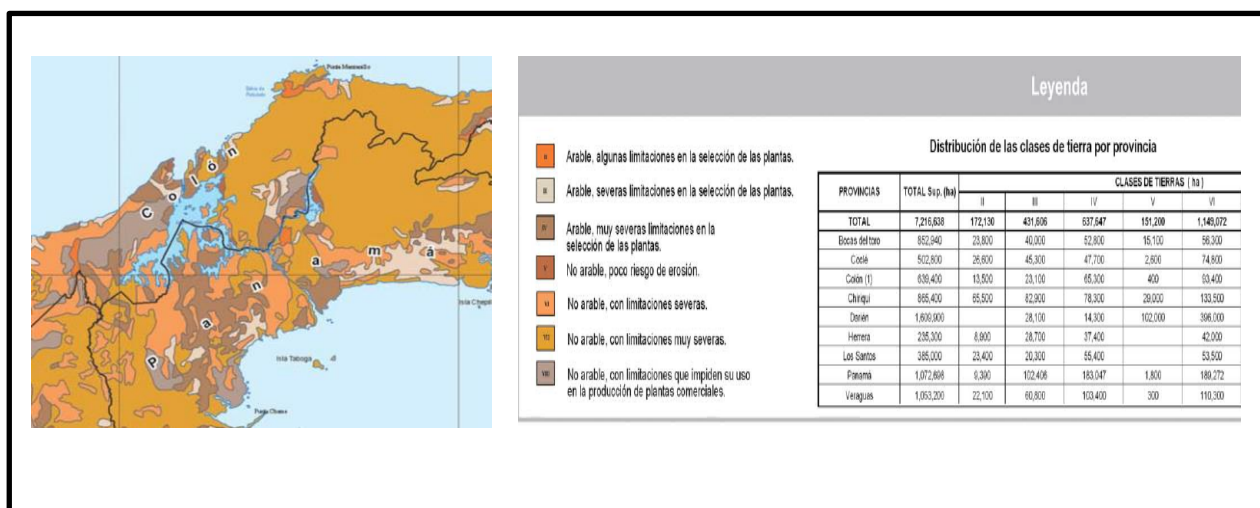 Punta Manzanillo
Colón
Panamá
Isla Taboga
Punta Chame
Leyenda
II Arable, algunas limitaciones en la selección de las plantas.
III Arable, severas limitaciones en la selección de las plantas.
IV Arable, muy severas limitaciones en la
selección de las plantas.
V No arable, poco riesgo de erosión.
VI No arable, con limitaciones severas.
VII No arable, con limitaciones muy severas.
VIII No arable, con limitaciones que impiden su uso
en la producción de plantas comerciales.
Distribución de las clases de tierra por provincia
PROVINCIAS TOTAL Sup. (ha) CLASES DE TIERRAS ( ha )
II III IV V VI
TOTAL 7,216,638 172,130 431,606 637,647 151,200 1,149,072
Bocas del toro 852,940 23,800 40,000 52,800 15,100 56,300
Coclé 502,800 26,600 45,300 47,700 2,600 74,800
Colón (1) 639,400 13,500 23,100 65,300 400 93,400
Chiriquí 865,400 65,500 82,900 78,300 29,000 133,500
Darién 1,609,900 28,100 14,300 102,000 396,000
Herrera 235,300 8,900 28,700 37,400 42,000
Los Santos 385,000 23,400 20,300 55,400 53,500
Panamá 1,072,698 9,390 102,406 183,047 1,800 189,272
Veraguas 1,053,200 22,100 60,800 103,400 300 110,300